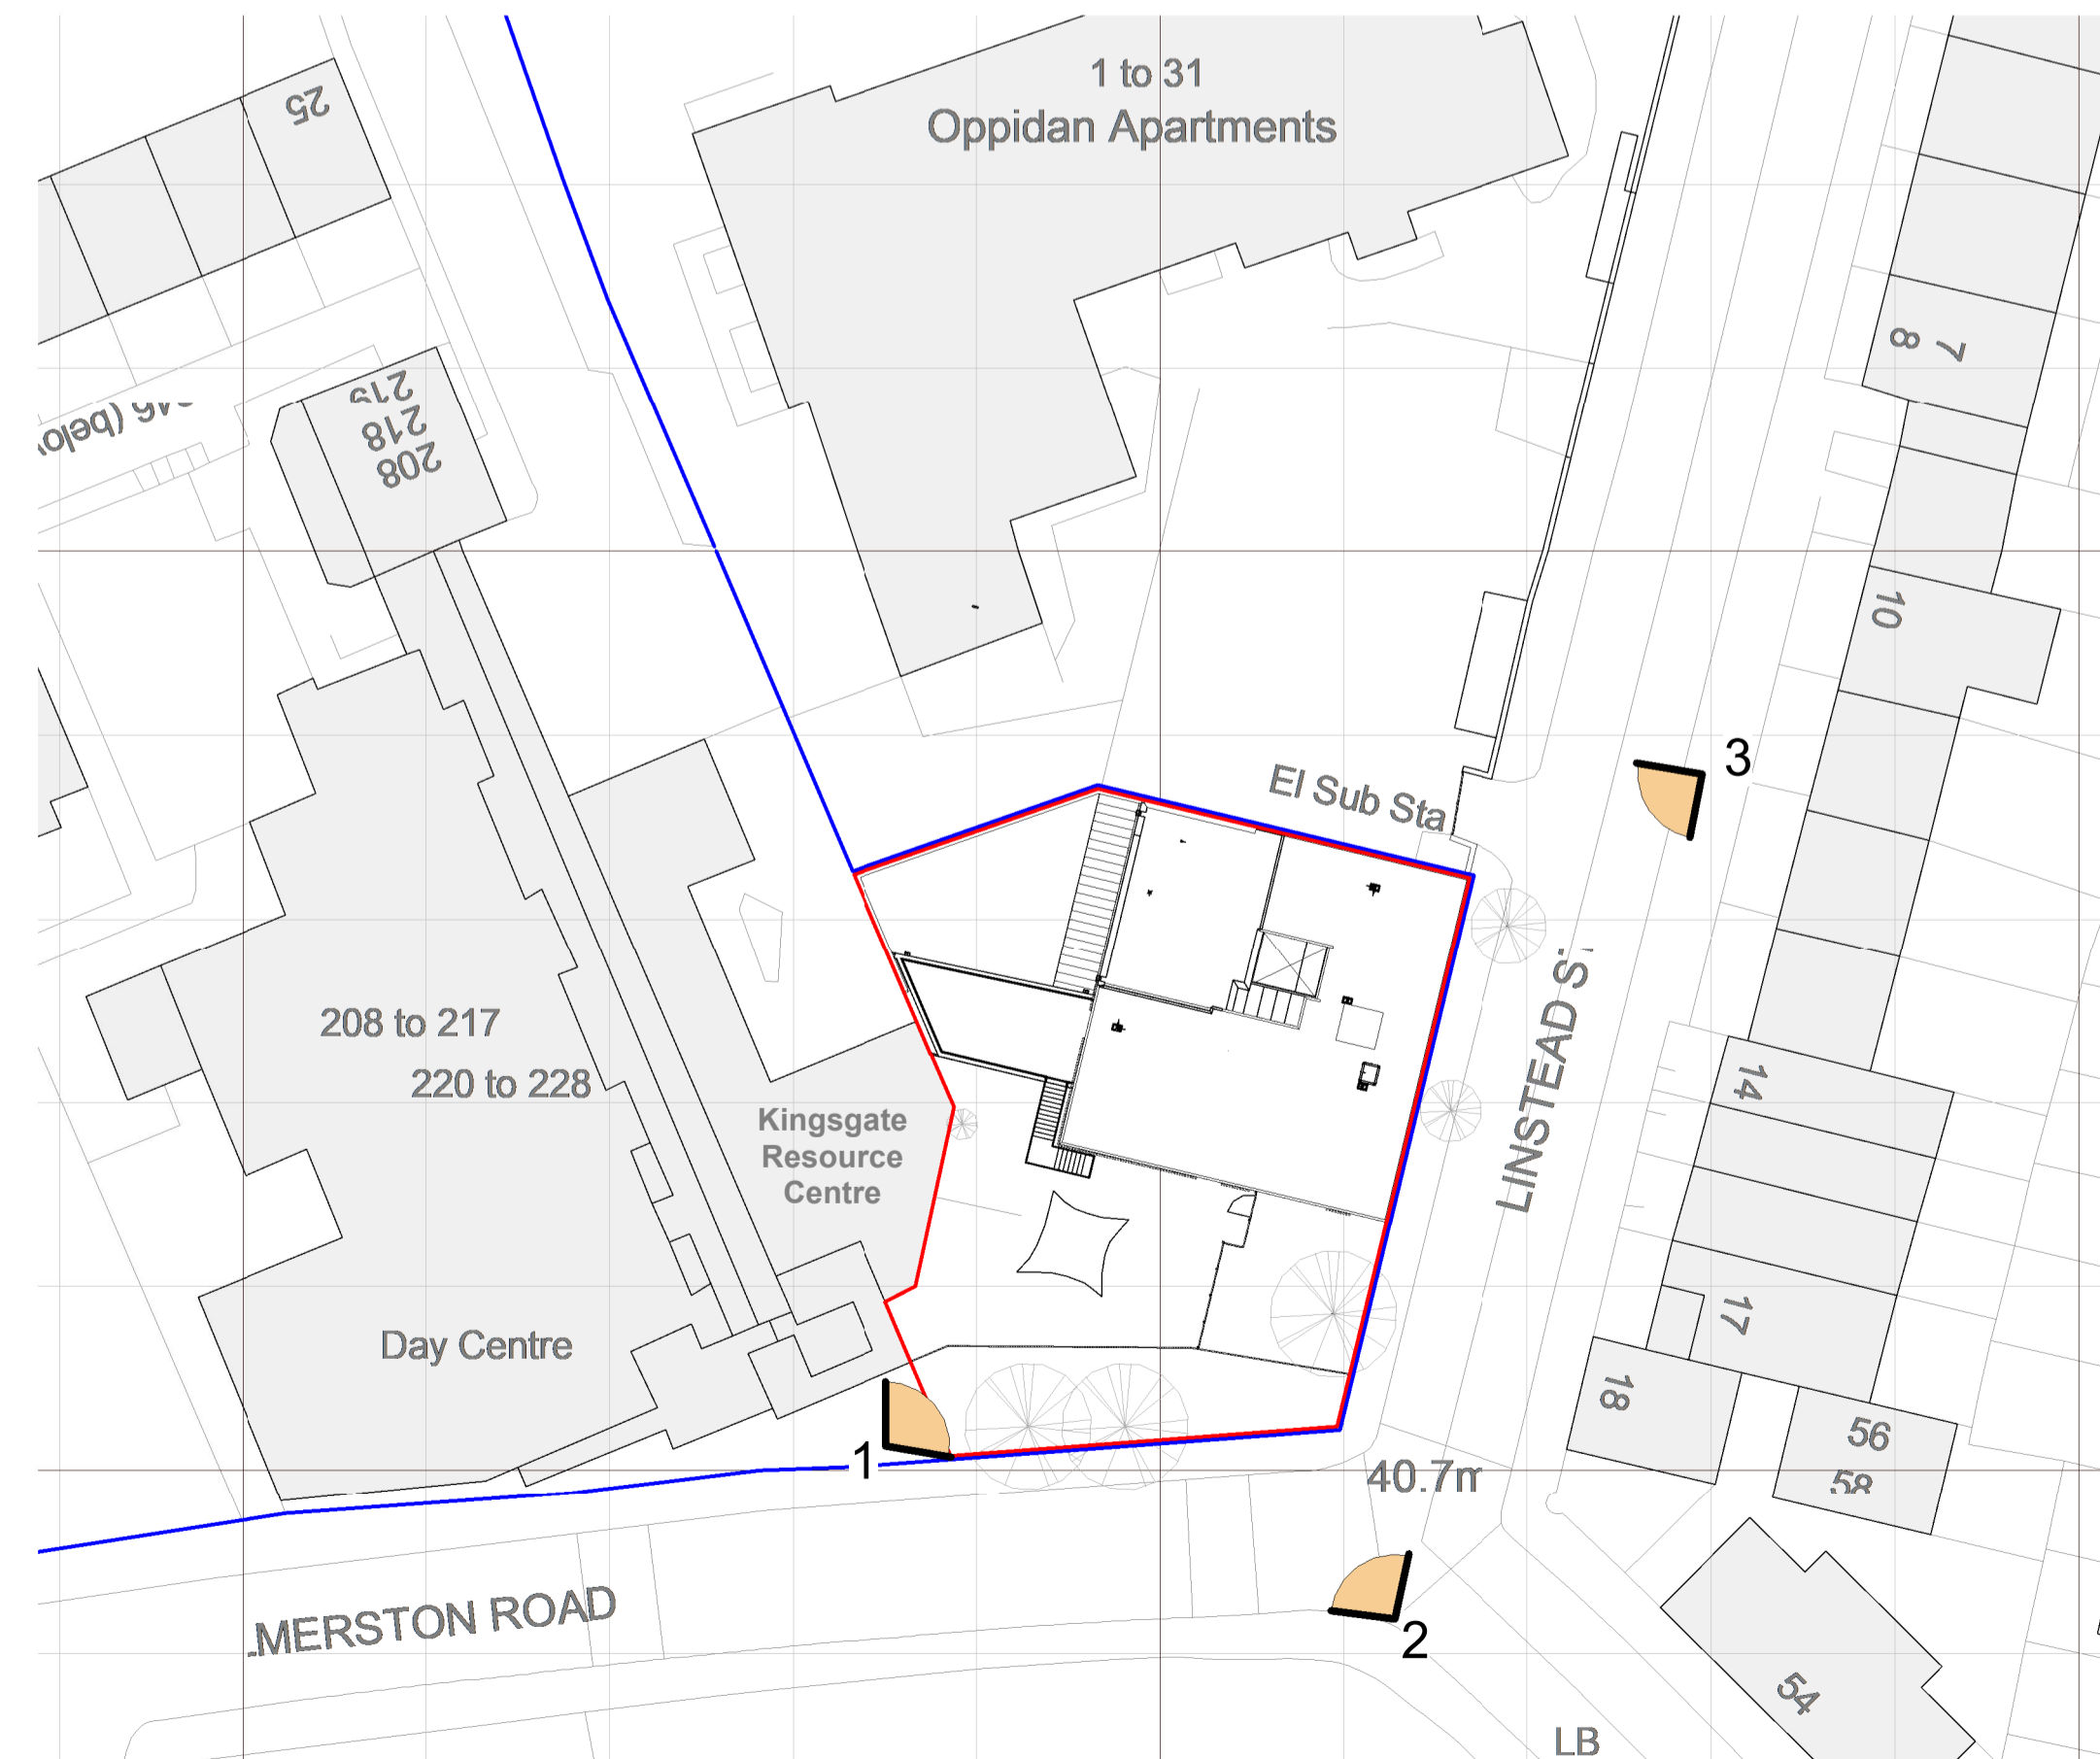 1 to 31
Oppidan Apartments
25
7
8
219
218
208
10
3
El Sub Sta
208 to 217
220 to 228
LINSTEAD
14
Kingsgate
Resource
Centre
17
Day Centre
18
56
58
1
40.7m
MERSTON ROAD
2
54
LB